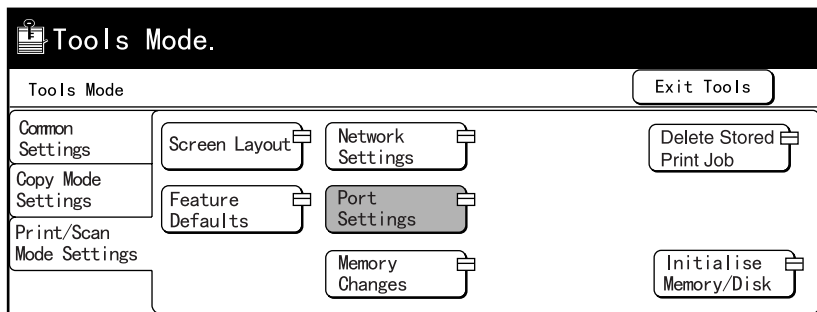 Tools Mode.
Tools Mode
Exit Tools
Common
Settings
Copy Mode
Settings
Print/Scan
Mode Settings
Screen Layout
Network
Settings
Delete Stored
Print Job
Feature
Defaults
Port
Settings
Memory
Changes
Initialise
Memory/Disk